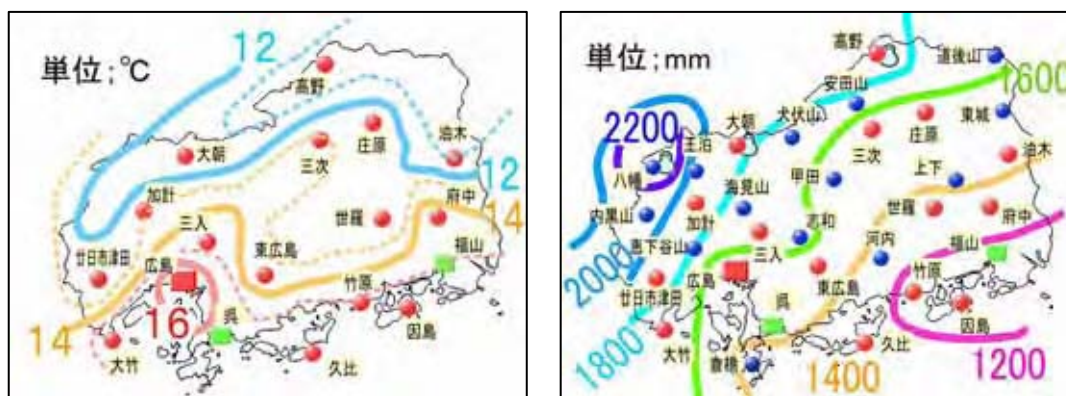 12
単位;℃
高野
庄原
油木
大朝
三次
12
加計
府中
14
三入
世羅
福山
廿日市津田
広島
東広島
竹原
16
呉
因島
14
大竹
久比
単位;mm
高野
道後山
安田山
1600
2200
大朝
犬伏山
東城
主泊
三次
庄原
油木
八幡
甲田
上下
海見山
内黒山
加計
志和
世羅
府中
恵下谷山
三入
河内
福山
2000
広島
竹原
廿日市津田
東広島
呉
因島
1800
大竹
倉橋
久比
1400
1200